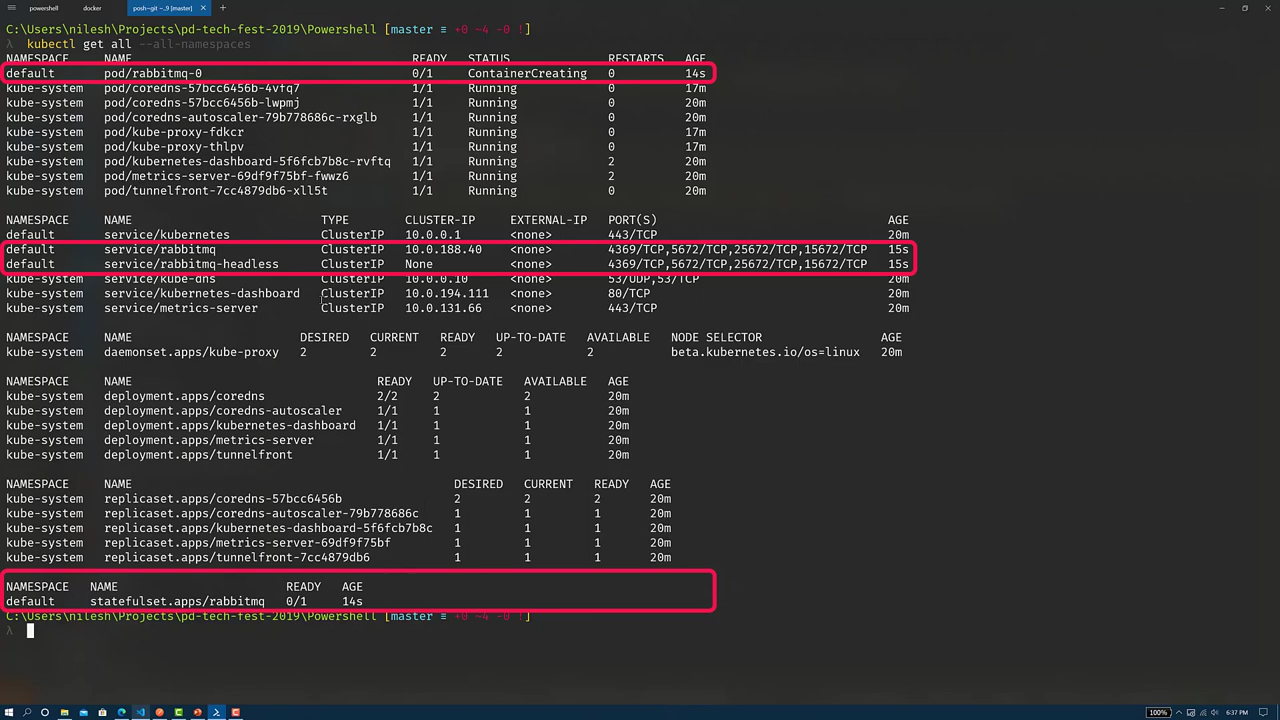 powershell docker posh~git ~..9 [master] × +
C:\Users\nilesh\Projects\pd-tech-fest-2019\Powershell [master ≡ +0 ~4 -0 !]
λ kubectl get all --all-namespaces
NAMESPACE NAME READY STATUS RESTARTS AGE
default pod/rabbitmq-0 0/1 ContainerCreating 0 14s
kube-system pod/coredns-57bcc6456b-4vfq7 1/1 Running 0 17m
kube-system pod/coredns-57bcc6456b-lwpmj 1/1 Running 0 20m
kube-system pod/coredns-autoscaler-79b778686c-rxglb 1/1 Running 0 20m
kube-system pod/kube-proxy-fdkcr 1/1 Running 0 17m
kube-system pod/kube-proxy-thlpv 1/1 Running 0 17m
kube-system pod/kubernetes-dashboard-5f6fcb7b8c-rvftq 1/1 Running 2 20m
kube-system pod/metrics-server-69df9f75bf-fwwz6 1/1 Running 2 20m
kube-system pod/tunnelfront-7cc4879db6-xll5t 1/1 Running 0 20m
NAMESPACE NAME TYPE CLUSTER-IP EXTERNAL-IP PORT(S) AGE
default service/kubernetes ClusterIP 10.0.0.1 <none> 443/TCP 20m
default service/rabbitmq ClusterIP 10.0.188.40 <none> 4369/TCP,5672/TCP,25672/TCP,15672/TCP 15s
default service/rabbitmq-headless ClusterIP None <none> 4369/TCP,5672/TCP,25672/TCP,15672/TCP 15s
kube-system service/kube-dns ClusterIP 10.0.0.10 <none> 53/UDP,53/TCP 20m
kube-system service/kubernetes-dashboard ClusterIP 10.0.194.111 <none> 80/TCP 20m
kube-system service/metrics-server ClusterIP 10.0.131.66 <none> 443/TCP 20m
NAMESPACE NAME DESIRED CURRENT READY UP-TO-DATE AVAILABLE NODE SELECTOR AGE
kube-system daemonset.apps/kube-proxy 2 2 2 2 2 beta.kubernetes.io/os=linux 20m
NAMESPACE NAME READY UP-TO-DATE AVAILABLE AGE
kube-system deployment.apps/coredns 2/2 2 2 20m
kube-system deployment.apps/coredns-autoscaler 1/1 1 1 20m
kube-system deployment.apps/kubernetes-dashboard 1/1 1 1 20m
kube-system deployment.apps/metrics-server 1/1 1 1 20m
kube-system deployment.apps/tunnelfront 1/1 1 1 20m
NAMESPACE NAME DESIRED CURRENT READY AGE
kube-system replicaset.apps/coredns-57bcc6456b 2 2 2 20m
kube-system replicaset.apps/coredns-autoscaler-79b778686c 1 1 1 20m
kube-system replicaset.apps/kubernetes-dashboard-5f6fcb7b8c 1 1 1 20m
kube-system replicaset.apps/metrics-server-69df9f75bf 1 1 1 20m
kube-system replicaset.apps/tunnelfront-7cc4879db6 1 1 1 20m
NAMESPACE NAME READY AGE
default statefulset.apps/rabbitmq 0/1 14s
C:\Users\nilesh\Projects\pd-tech-fest-2019\Powershell [master ≡ +0 ~4 -0 !]
λ
100% 6:37 PM